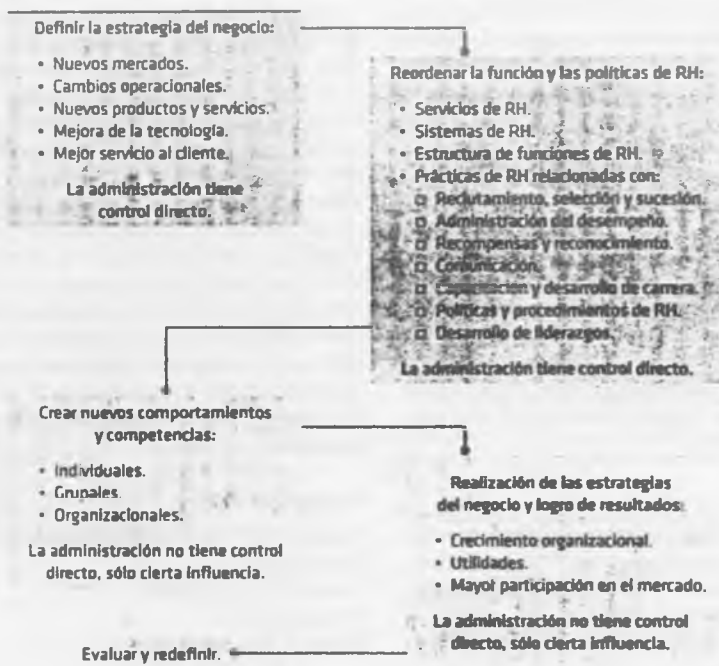 Definir la estrategia del negocio:
• Nuevos mercados.
• Cambios operacionales.
• Nuevos productos y servicios.
• Mejora de la tecnología.
• Mejor servicio al cliente.
La administración tiene
control directo.
Reordenar la función y las políticas de RH:
• Servicios de RH.
• Sistemas de RH.
• Estructura de funciones de RH.
• Prácticas de RH relacionadas con:
❑ Reclutamiento, selección y sucesión.
❑ Administración del desempeño.
❑ Recompensas y reconocimiento.
❑ Comunicación.
❑ Capacitación y desarrollo de carrera.
❑ Políticas y procedimientos de RH.
❑ Desarrollo de liderazgos.
La administración tiene control directo.
Crear nuevos comportamientos
y competencias:
• Individuales.
• Grupales.
• Organizacionales.
La administración no tiene control
directo, sólo cierta influencia.
Realización de las estrategias
del negocio y logro de resultados:
• Crecimiento organizacional.
• Utilidades.
• Mayor participación en el mercado.
La administración no tiene control
directo, sólo cierta influencia.
Evaluar y redefinir.